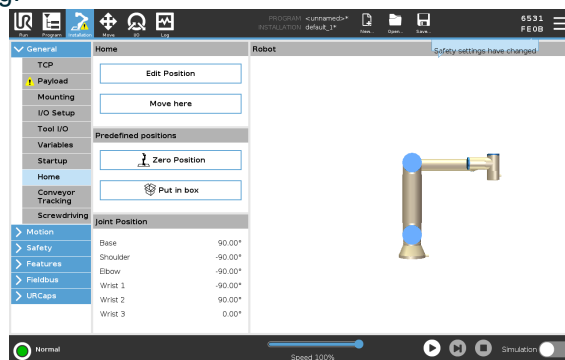 g.
PROGRAM <unnamed>*
INSTALLATION default_1*
Run
Program
Installation
Move
I/O
Log
New...
Open...
Save...
6531
FE0B
General
TCP
Payload
Mounting
I/O Setup
Tool I/O
Variables
Startup
Home
Conveyor
Tracking
Screwdriving
Motion
Safety
Features
Fieldbus
URCaps
Home
Edit Position
Move here
Predefined positions
Zero Position
Put in box
Joint Position
Base 90.00°
Shoulder -90.00°
Elbow -90.00°
Wrist 1 -90.00°
Wrist 2 90.00°
Wrist 3 0.00°
Robot
Safety settings have changed
Normal
Speed 100%
Simulation